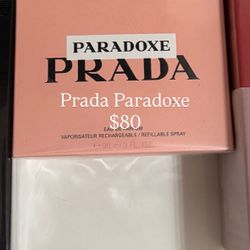 PARADOXE
PRADA
Prada Paradoxe
$80
VAPORISATEUR RECHARGEABLE / REFILLABLE SPRAY